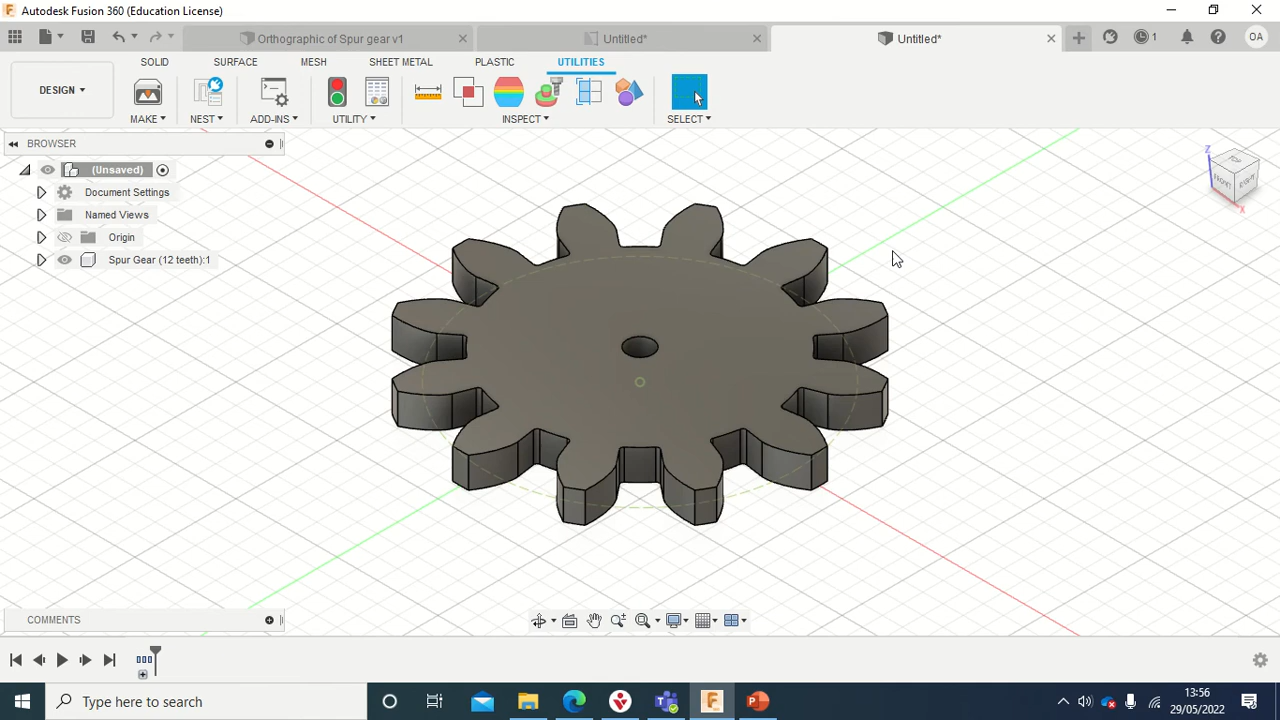 Autodesk Fusion 360 (Education License)
Orthographic of Spur gear v1
Untitled*
Untitled*
1
OA
DESIGN
SOLID
SURFACE
MESH
SHEET METAL
PLASTIC
UTILITIES
MAKE
NEST
ADD-INS
UTILITY
INSPECT
SELECT
BROWSER
(Unsaved)
Document Settings
Named Views
Origin
Spur Gear (12 teeth):1
Z
FRONT
RIGHT
X
COMMENTS
Type here to search
13:56
29/05/2022